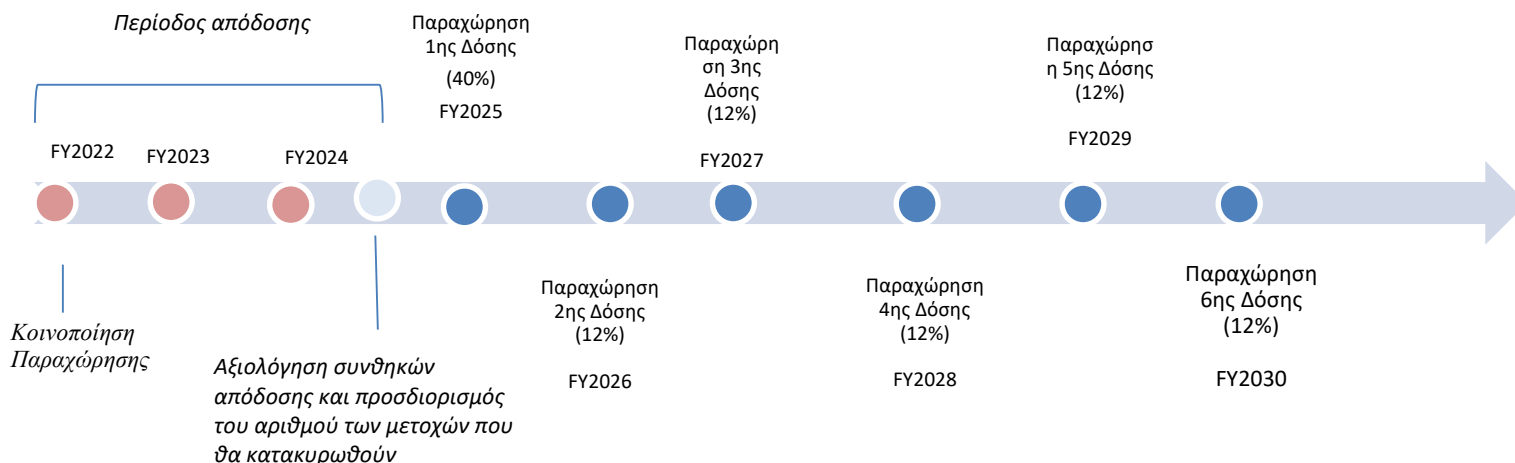 Περίοδος απόδοσης
Παραχώρηση
1ης Δόσης
(40%)
FY2025
Παραχώρη
ση 3ης
Δόσης
(12%)
FY2027
Παραχώρησ
η 5ης Δόσης
(12%)
FY2029
FY2022
FY2023
FY2024
Κοινοποίηση
Παραχώρησης
Αξιολόγηση συνθηκών
απόδοσης και προσδιορισμός
του αριθμού των μετοχών που
θα κατακυρωθούν
Παραχώρηση
2ης Δόσης
(12%)
FY2026
Παραχώρηση
4ης Δόσης
(12%)
FY2028
Παραχώρηση
6ης Δόσης
(12%)
FY2030